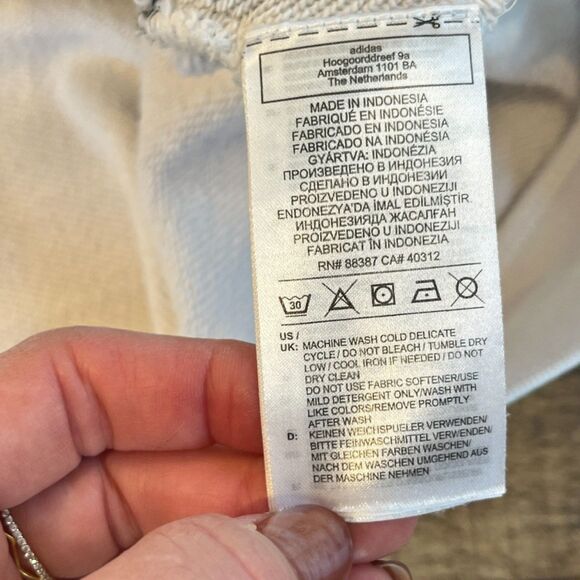 adidas
Hoogoorddreef 9a
Amsterdam 1101 BA
The Netherlands
MADE IN INDONESIA
FABRIQUÉ EN INDONÉSIE
FABRICADO EN INDONESIA
FABRICADO NA INDONÉSIA
GYÁRTVA: INDONÉZIA
ПРОИЗВЕДЕНО В ИНДОНЕЗИЯ
СДЕЛАНО В ИНДОНЕЗИИ
PROIZVEDENO U INDONEZIJI
ENDONEZYA'DA İMAL EDİLMİŞTİR
ИНДОНЕЗИЯДА ЖАСАЛҒАН
PROIZVEDENO U INDONEZIJI
FABRICAT ÎN INDONEZIA
RN# 88387 CA# 40312
30
US /
UK: MACHINE WASH COLD DELICATE
CYCLE / DO NOT BLEACH / TUMBLE DRY
LOW / COOL IRON IF NEEDED / DO NOT
DRY CLEAN
DO NOT USE FABRIC SOFTENER/USE
MILD DETERGENT ONLY/WASH WITH
LIKE COLORS/REMOVE PROMPTLY
AFTER WASH
D: KEINEN WEICHSPUELER VERWENDEN/
BITTE FEINWASCHMITTEL VERWENDEN/
MIT GLEICHEN FARBEN WASCHEN/
NACH DEM WASCHEN UMGEHEND AUS
DER MASCHINE NEHMEN